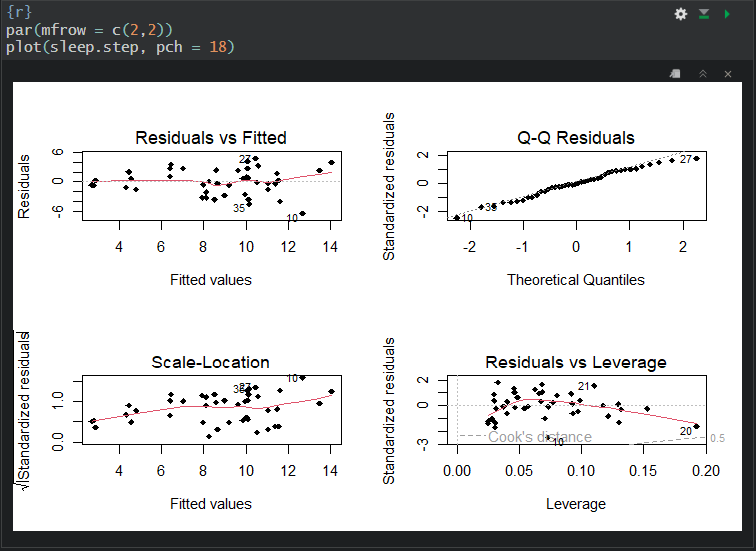 {r}
par(mfrow = c(2,2))
plot(sleep.step, pch = 18)
Residuals vs Fitted
Residuals
6
0
-6
27
35
10
4 6 8 10 12 14
Fitted values
Q-Q Residuals
Standardized residuals
2
0
-2
27
35
10
-2 -1 0 1 2
Theoretical Quantiles
Scale-Location
√|Standardized residuals|
1.0
0.0
10
27
35
4 6 8 10 12 14
Fitted values
Residuals vs Leverage
Standardized residuals
2
0
-3
21
20
10
Cook's distance
0.5
0.00 0.05 0.10 0.15 0.20
Leverage